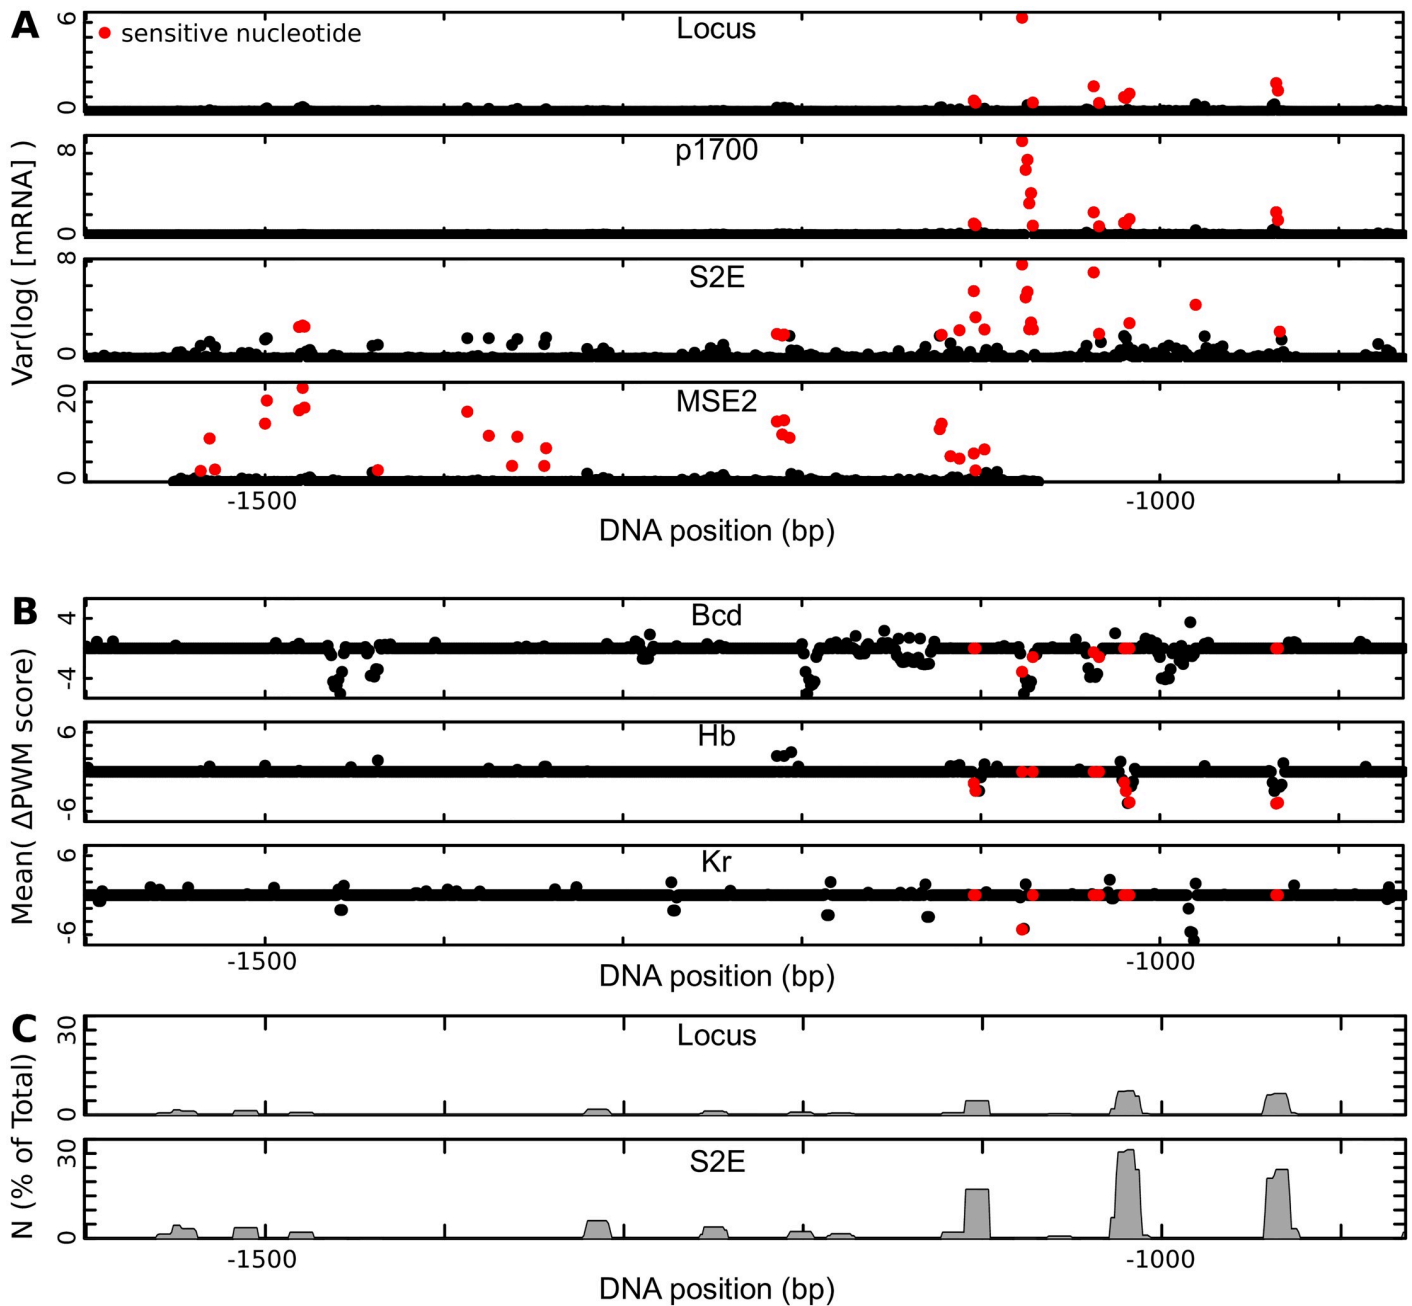 A
Locus
sensitive nucleotide
6
0
p1700
8
0
Var(log( [mRNA] )
S2E
8
0
MSE2
20
0
-1500
-1000
DNA position (bp)
B
Bcd
4
-4
Mean( ΔPWM score)
Hb
6
-6
Kr
6
-6
-1500
-1000
DNA position (bp)
C
Locus
30
0
N (% of Total)
S2E
30
0
-1500
-1000
DNA position (bp)